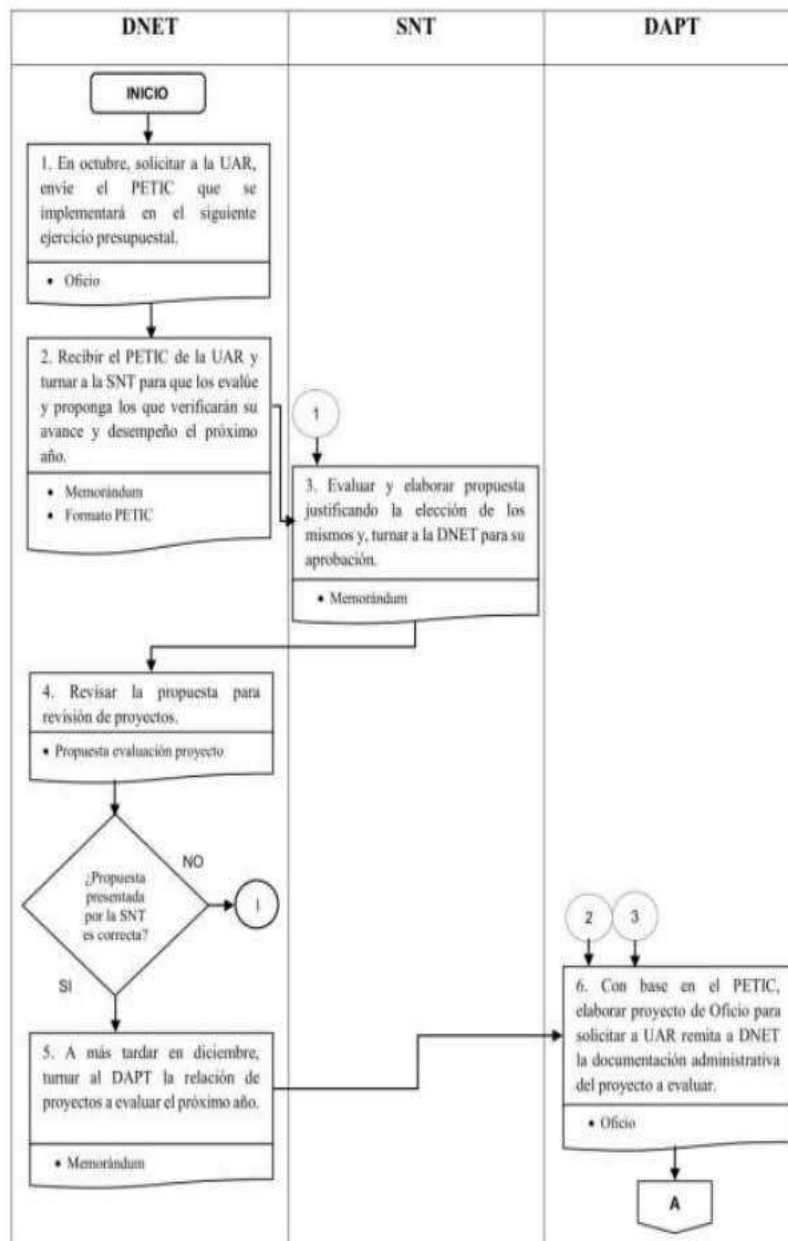 DNET
SNT
DAPT
INICIO
1. En octubre, solicitar a la UAR,
envíe el PETIC que se
implementará en el siguiente
ejercicio presupuestal.
• Oficio
2. Recibir el PETIC de la UAR y
turnar a la SNT para que los evalúe
y proponga los que verificarán su
avance y desempeño el próximo
año.
• Memorándum
• Formato PETIC
1
3. Evaluar y elaborar propuesta
justificando la elección de los
mismos y, turnar a la DNET para su
aprobación.
• Memorándum
4. Revisar la propuesta para
revisión de proyectos.
• Propuesta evaluación proyecto
¿Propuesta
presentada
por la SNT
es correcta?
NO
1
SI
5. A más tardar en diciembre,
turnar al DAPT la relación de
proyectos a evaluar el próximo año.
• Memorándum
2
3
6. Con base en el PETIC,
elaborar proyecto de Oficio para
solicitar a UAR remita a DNET
la documentación administrativa
del proyecto a evaluar.
• Oficio
A